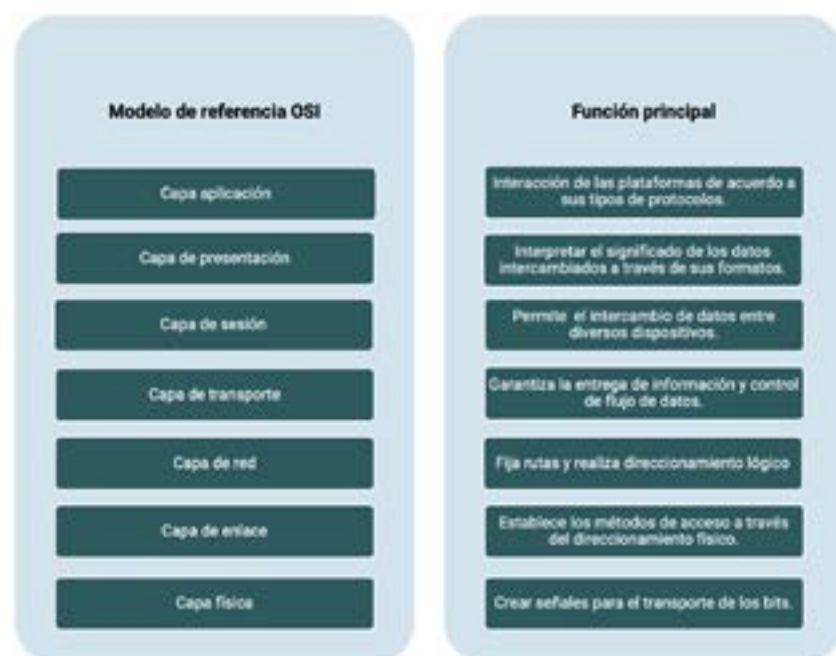 Modelo de referencia OSI
Capa aplicación
Capa de presentación
Capa de sesión
Capa de transporte
Capa de red
Capa de enlace
Capa física
Función principal
Interacción de las plataformas de acuerdo a
sus tipos de protocolos.
Interpretar el significado de los datos
intercambiados a través de sus formatos.
Permite el intercambio de datos entre
diversos dispositivos.
Garantiza la entrega de información y control
de flujo de datos.
Fija rutas y realiza direccionamiento lógico
Establece los métodos de acceso a través
del direccionamiento físico.
Crear señales para el transporte de los bits.